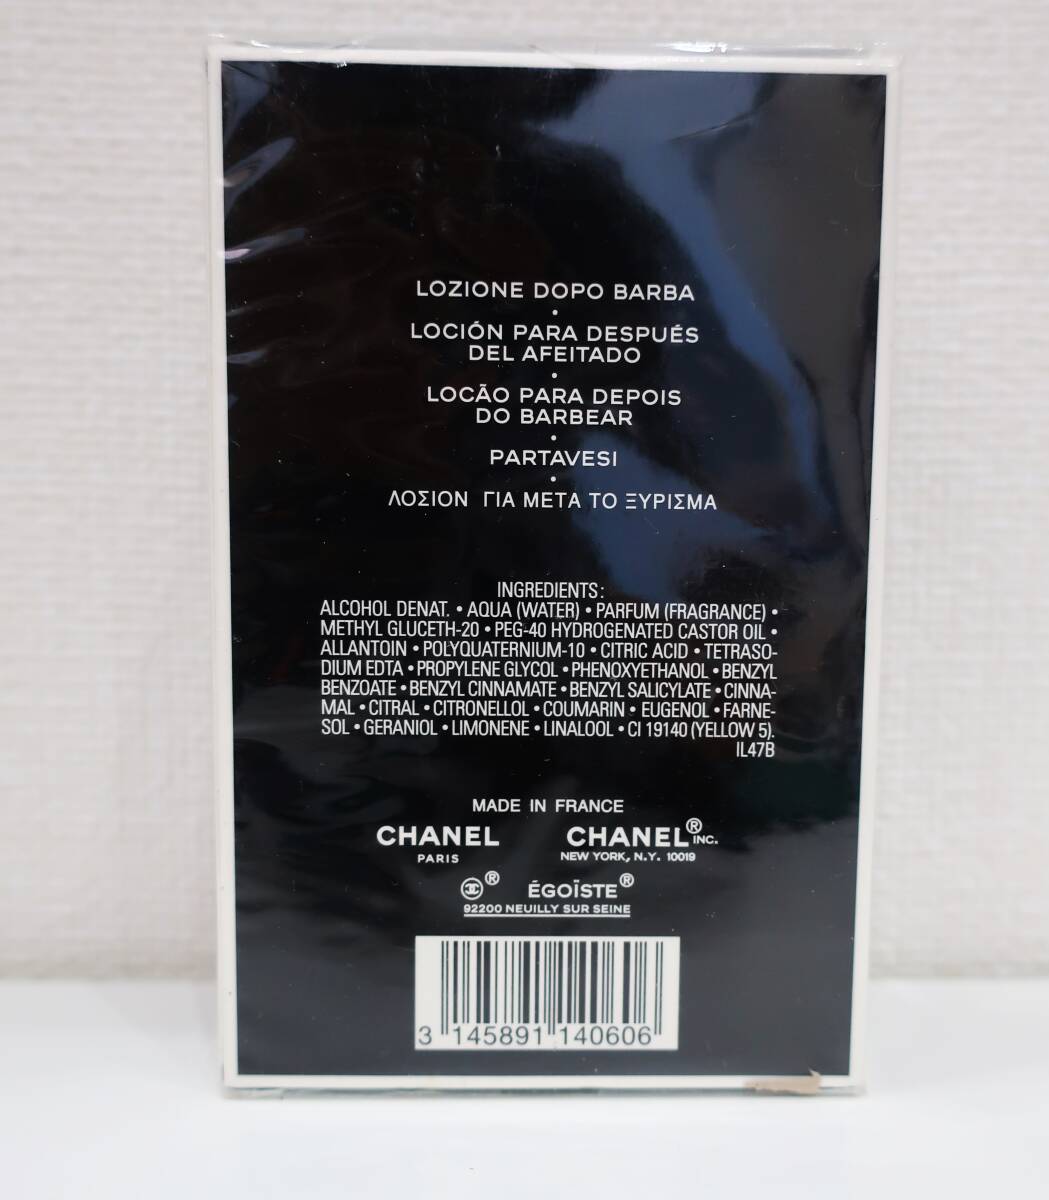 LOZIONE DOPO BARBA
•
LOCIÓN PARA DESPUÉS
DEL AFEITADO
•
LOCÃO PARA DEPOIS
DO BARBEAR
•
PARTAVESI
•
ΛΟΣΙΟΝ ΓΙΑ ΜΕΤΑ ΤΟ ΞΥΡΙΣΜΑ
INGREDIENTS:
ALCOHOL DENAT. • AQUA (WATER) • PARFUM (FRAGRANCE) •
METHYL GLUCETH-20 • PEG-40 HYDROGENATED CASTOR OIL •
ALLANTOIN • POLYQUATERNIUM-10 • CITRIC ACID • TETRASO-
DIUM EDTA • PROPYLENE GLYCOL • PHENOXYETHANOL • BENZYL
BENZOATE • BENZYL CINNAMATE • BENZYL SALICYLATE • CINNA-
MAL • CITRAL • CITRONELLOL • COUMARIN • EUGENOL • FARNE-
SOL • GERANIOL • LIMONENE • LINALOOL • CI 19140 (YELLOW 5).
IL47B
MADE IN FRANCE
CHANEL CHANEL® INC.
PARIS NEW YORK, N.Y. 10019
® ÉGOÏSTE®
92200 NEUILLY SUR SEINE
3 145891 140606